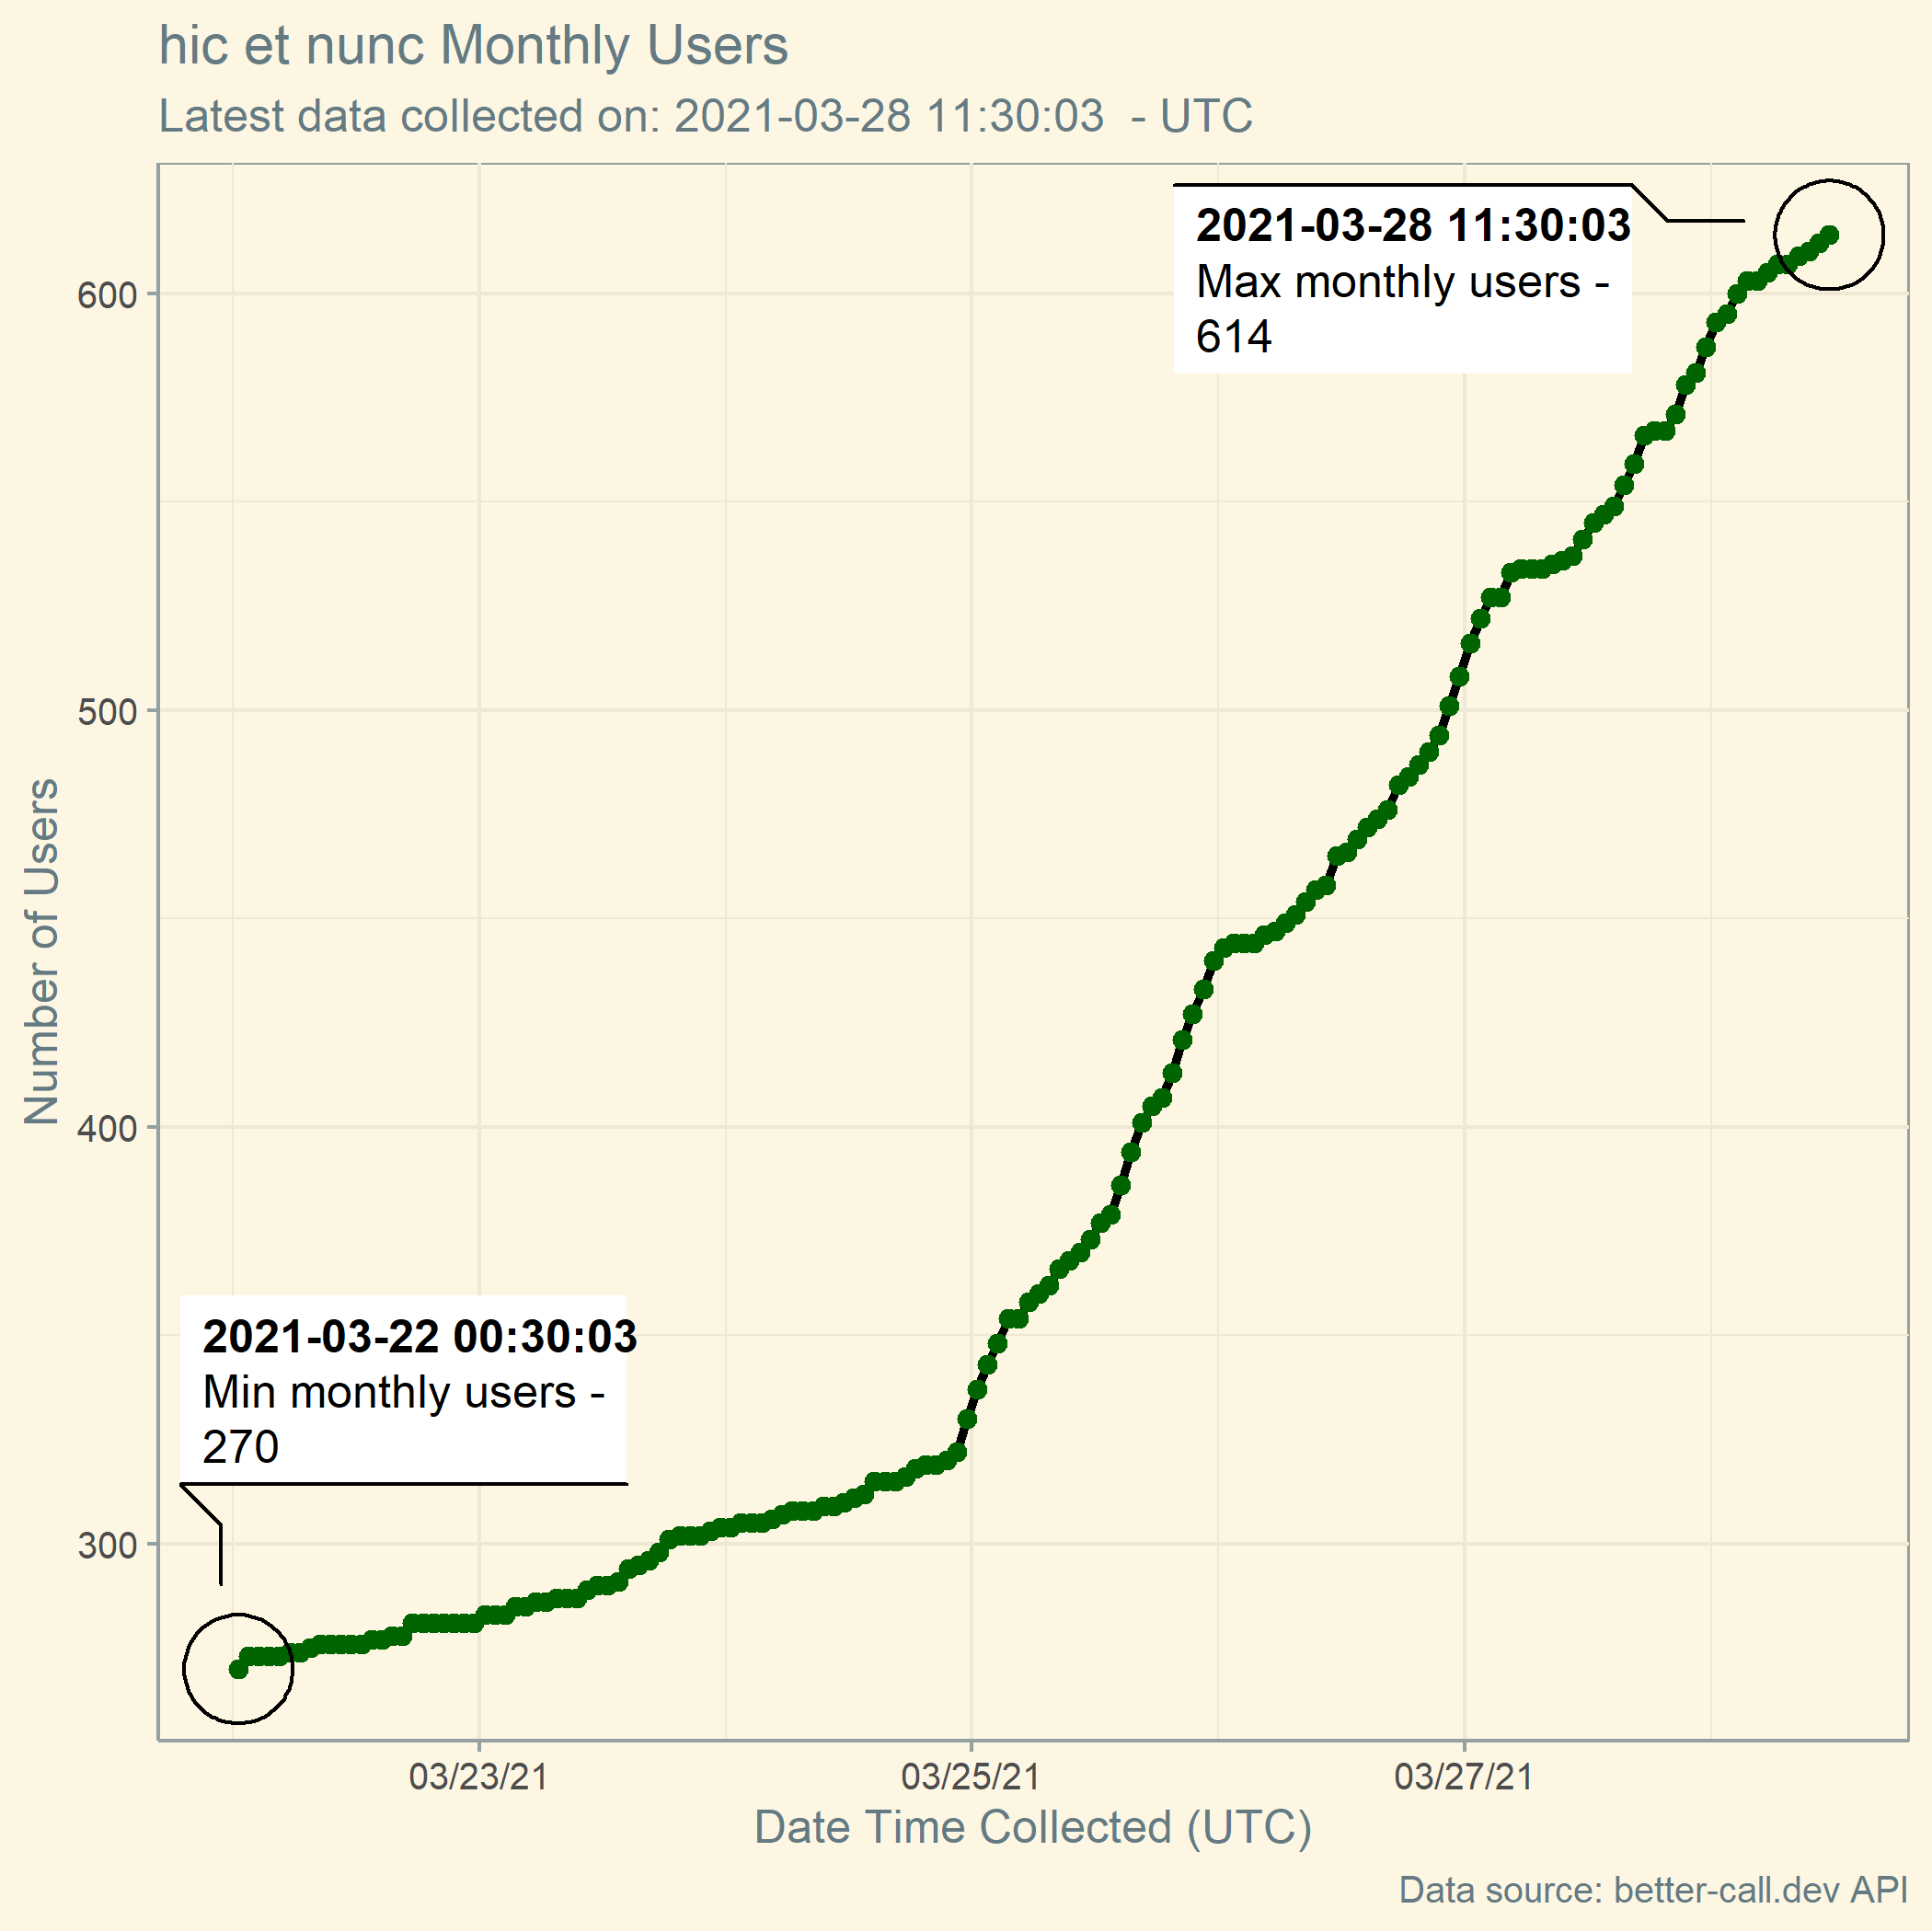 hic et nunc Monthly Users
Latest data collected on: 2021-03-28 11:30:03  - UTC
2021-03-28 11:30:03
Max monthly users -
614
600
500
400
300
Number of Users
2021-03-22 00:30:03
Min monthly users -
270
03/23/21
03/25/21
03/27/21
Date Time Collected (UTC)
Data source: better-call.dev API